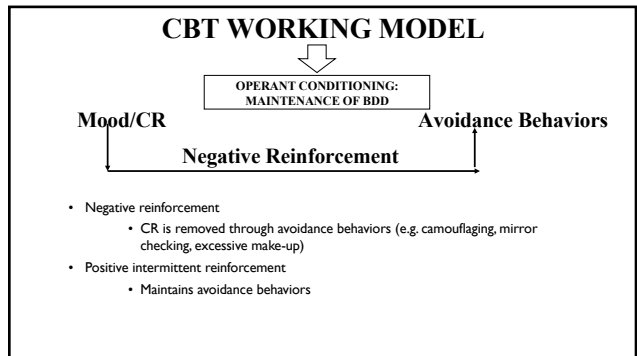 CBT WORKING MODEL
OPERANT CONDITIONING:
MAINTENANCE OF BDD
Mood/CR
Avoidance Behaviors
Negative Reinforcement
• Negative reinforcement
• CR is removed through avoidance behaviors (e.g. camouflaging, mirror
checking, excessive make-up)
• Positive intermittent reinforcement
• Maintains avoidance behaviors